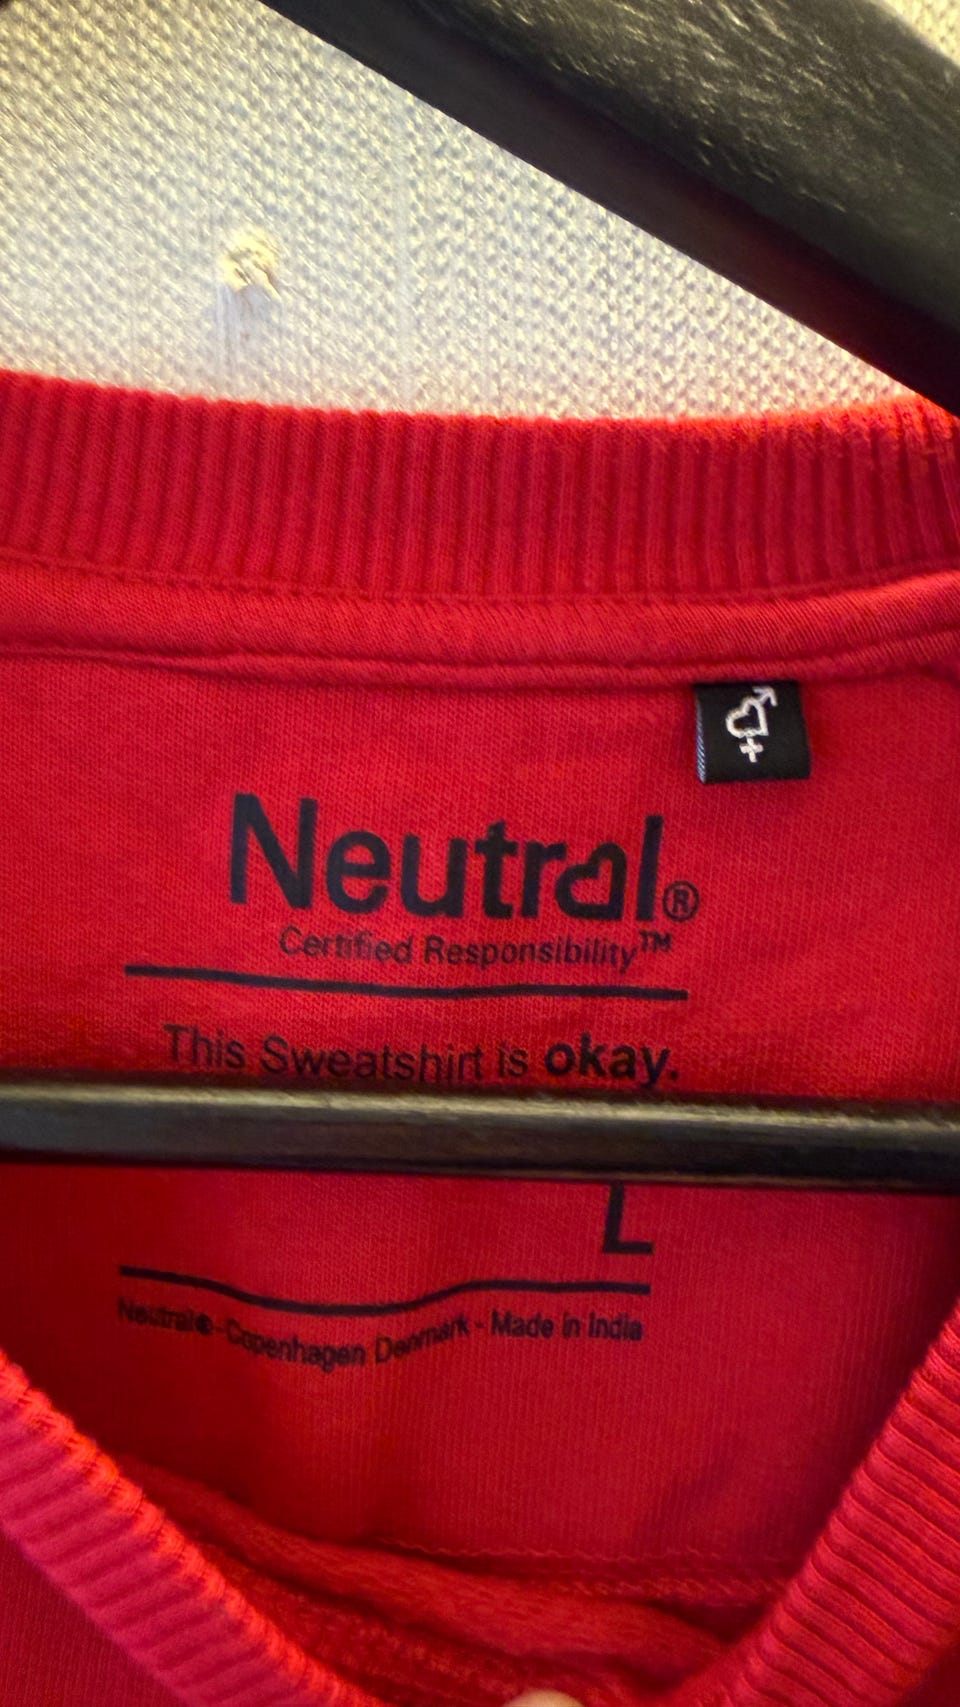 Neutral®
Certified Responsibility™
This Sweatshirt is okay.
L
Neutral® - Copenhagen Denmark - Made in India